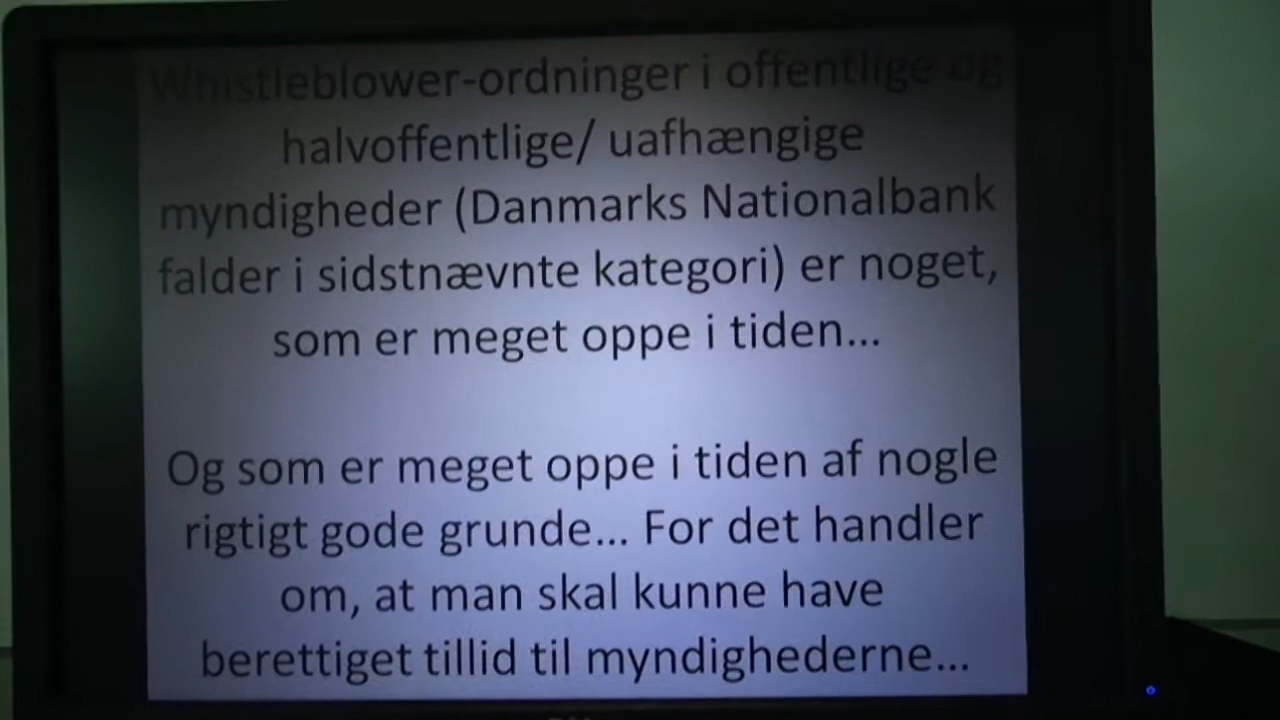 Whistleblower-ordninger i offentlige og
halvoffentlige/ uafhængige
myndigheder (Danmarks Nationalbank
falder i sidstnævnte kategori) er noget,
som er meget oppe i tiden...
Og som er meget oppe i tiden af nogle
rigtigt gode grunde... For det handler
om, at man skal kunne have
berettiget tillid til myndighederne...